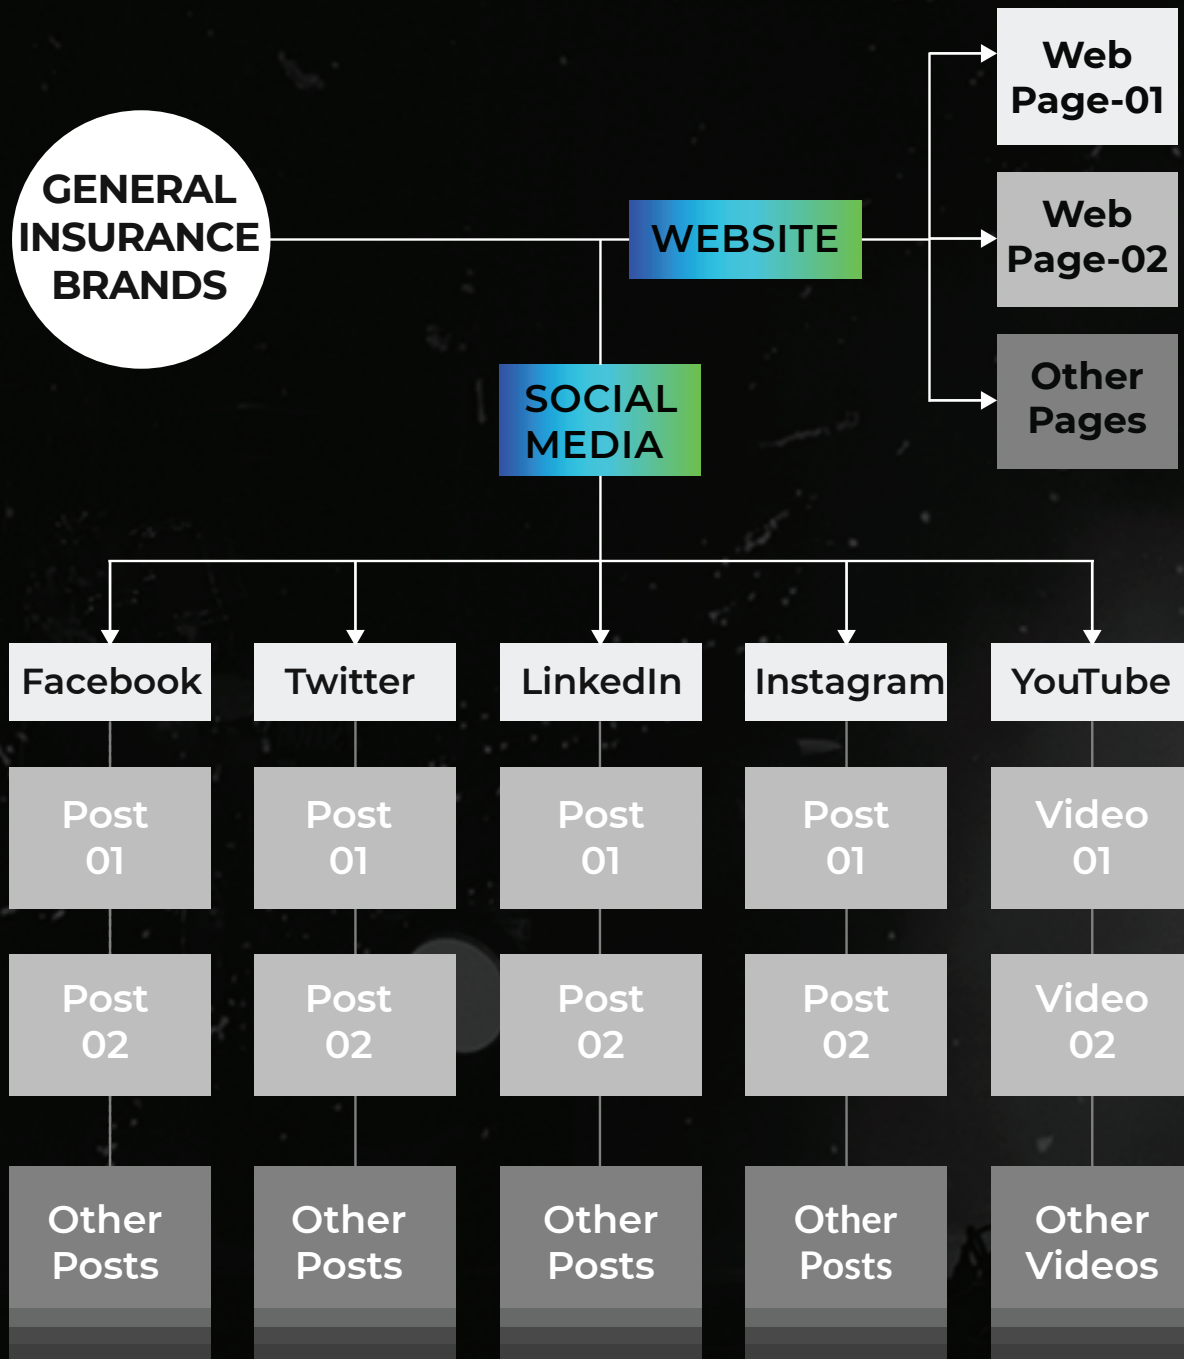 Web
Page-01
GENERAL
INSURANCE
BRANDS
WEBSITE
Web
Page-02
Other
Pages
SOCIAL
MEDIA
Facebook
Twitter
LinkedIn
Instagram
YouTube
Post
01
Post
01
Post
01
Post
01
Video
01
Post
02
Post
02
Post
02
Post
02
Video
02
Other
Posts
Other
Posts
Other
Posts
Other
Posts
Other
Videos